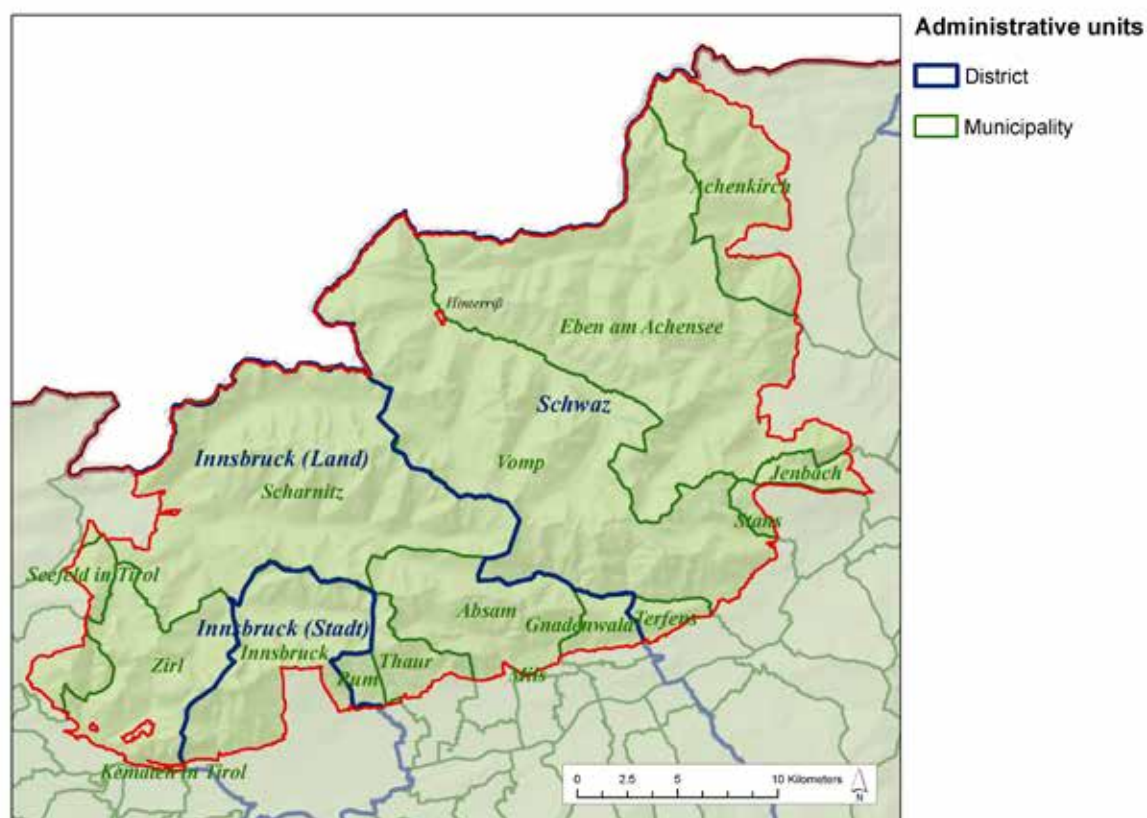 Administrative units
District
Municipality
Achenkirch
Hinterriß
Eben am Achensee
Schwaz
Innsbruck (Land)
Scharnitz
Vomp
Jenbach
Stans
Seefeld in Tirol
Absam
Gnadenwald
Terfens
Innsbruck (Stadt)
Innsbruck
Zirl
Thaur
Rum
Mils
Kematen in Tirol
0 2.5 5 10 Kilometers
N